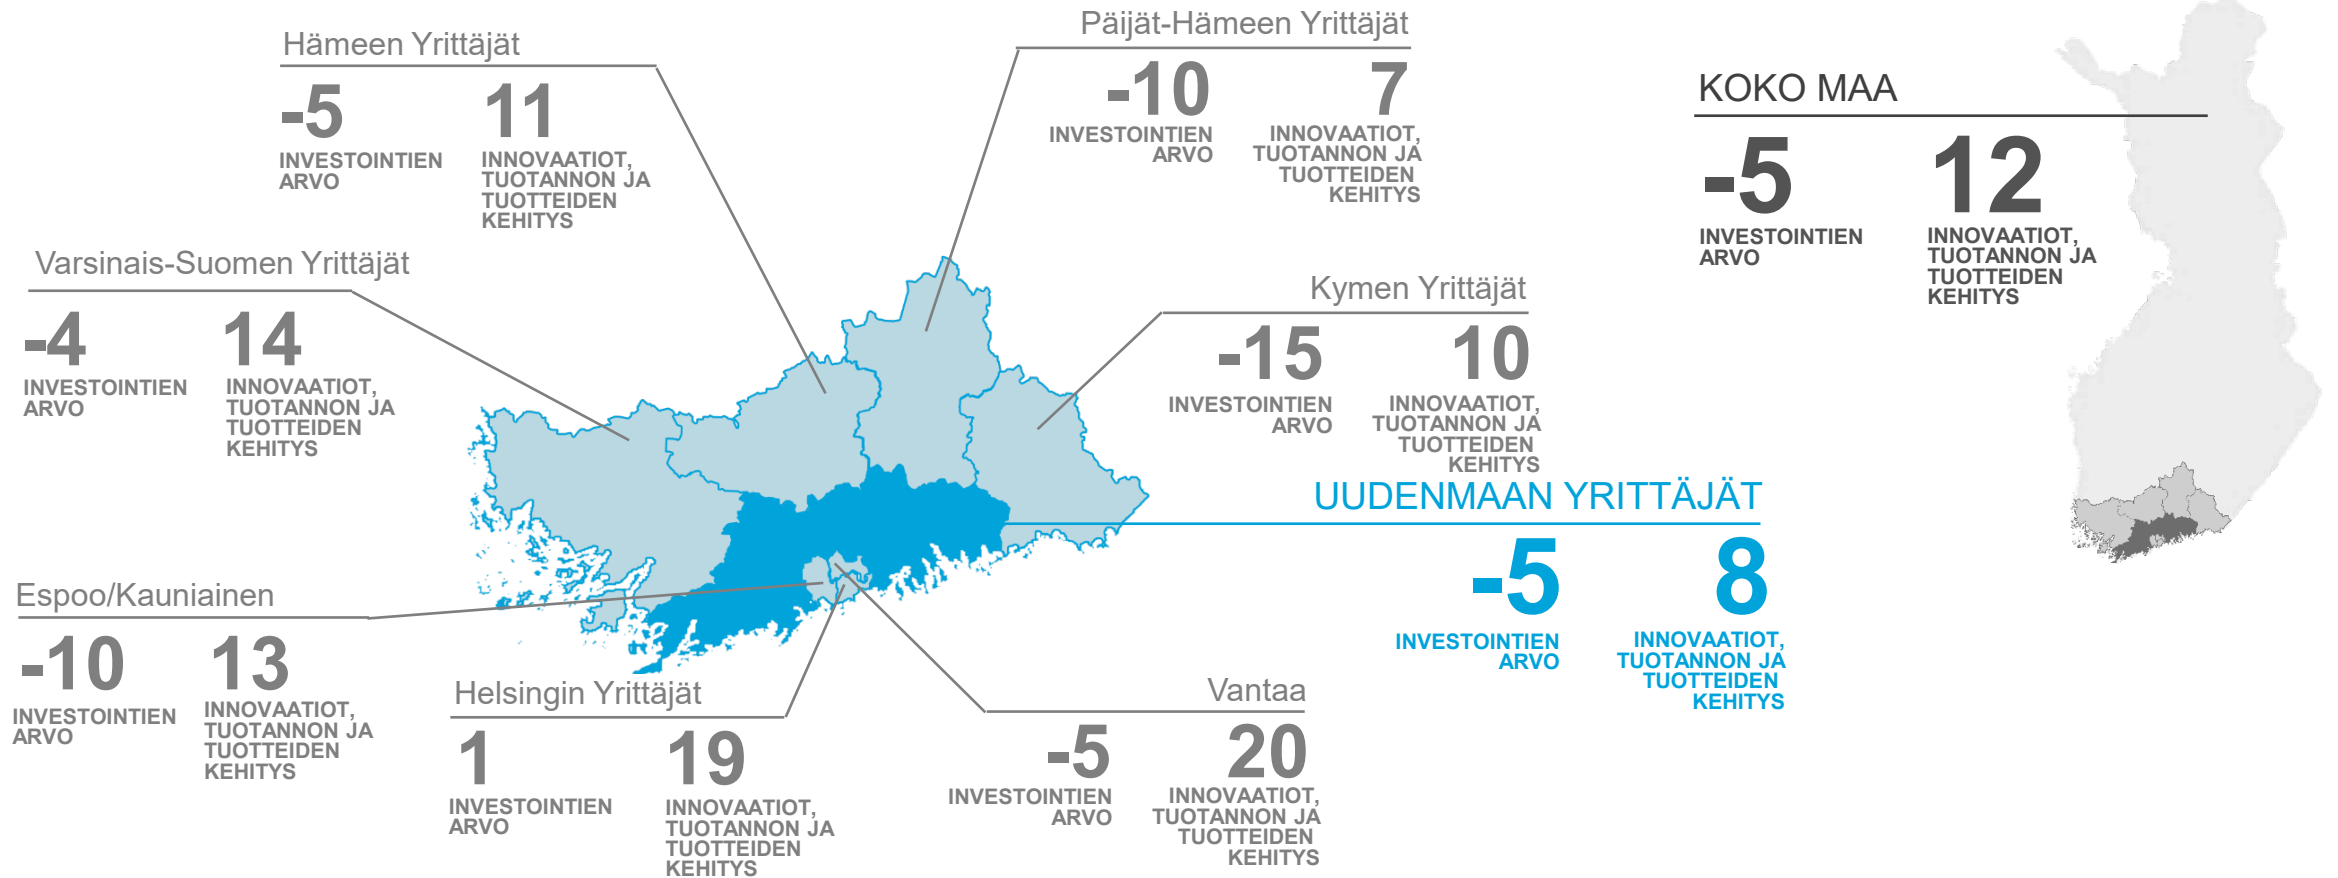 Hämeen Yrittäjät
-5 11
INVESTOINTIEN
ARVO
INNOVAATIOT,
TUOTANNON JA
TUOTTEIDEN
KEHITYS
Päijät-Hämeen Yrittäjät
-10 7
INVESTOINTIEN
ARVO
INNOVAATIOT,
TUOTANNON JA
TUOTTEIDEN
KEHITYS
KOKO MAA
-5 12
INVESTOINTIEN
ARVO
INNOVAATIOT,
TUOTANNON JA
TUOTTEIDEN
KEHITYS
Varsinais-Suomen Yrittäjät
-4 14
INVESTOINTIEN
ARVO
INNOVAATIOT,
TUOTANNON JA
TUOTTEIDEN
KEHITYS
Kymen Yrittäjät
-15 10
INVESTOINTIEN
ARVO
INNOVAATIOT,
TUOTANNON JA
TUOTTEIDEN
KEHITYS
UUDENMAAN YRITTÄJÄT
-5 8
INVESTOINTIEN
ARVO
INNOVAATIOT,
TUOTANNON JA
TUOTTEIDEN
KEHITYS
Espoo/Kauniainen
-10 13
INVESTOINTIEN
ARVO
INNOVAATIOT,
TUOTANNON JA
TUOTTEIDEN
KEHITYS
Helsingin Yrittäjät
1 19
INVESTOINTIEN
ARVO
INNOVAATIOT,
TUOTANNON JA
TUOTTEIDEN
KEHITYS
Vantaa
-5 20
INVESTOINTIEN
ARVO
INNOVAATIOT,
TUOTANNON JA
TUOTTEIDEN
KEHITYS